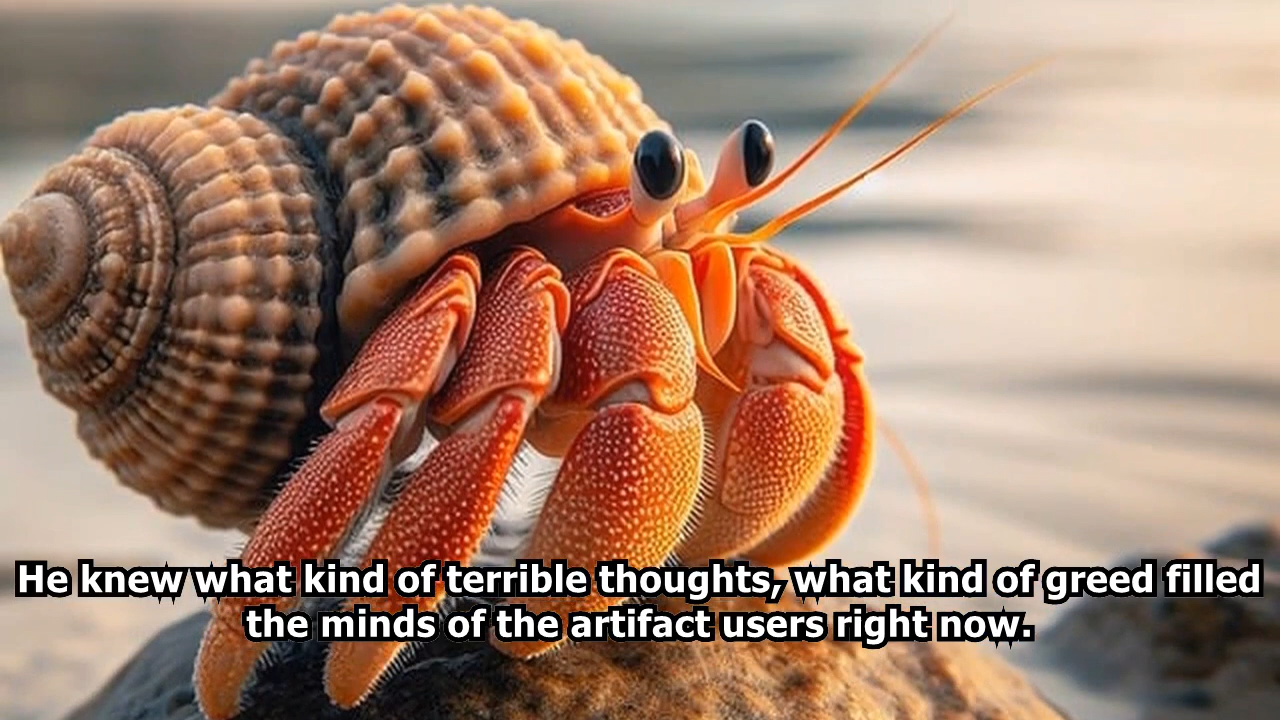 He knew what kind of terrible thoughts, what kind of greed filled
the minds of the artifact users right now.